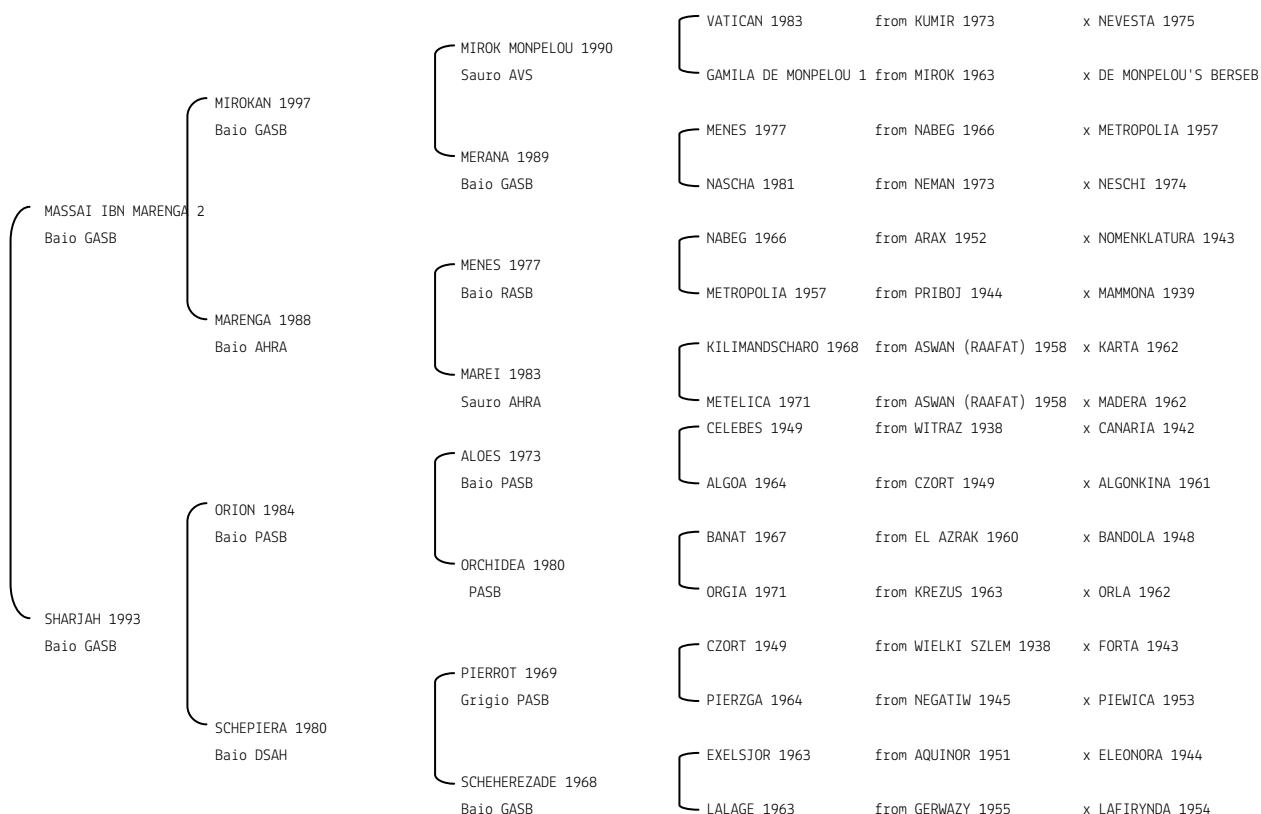 VATICAN 1983 from KUMIR 1973 x NEVESTA 1975
MIROK MONPELOU 1990
Sauro AVS
GAMILA DE MONPELOU 1 from MIROK 1963 x DE MONPELOU'S BERSEB
MIROKAN 1997
Baio GASB
MENES 1977 from NABEG 1966 x METROPOLIA 1957
MERANA 1989
Baio GASB
NASCHA 1981 from NEMAN 1973 x NESCHI 1974
MASSAI IBN MARENGA 2
Baio GASB
NABEG 1966 from ARAX 1952 x NOMENKLATURA 1943
MENES 1977
Baio RASB
METROPOLIA 1957 from PRIBOJ 1944 x MAMMONA 1939
MARENGA 1988
Baio AHRA
KILIMANDSCHARO 1968 from ASWAN (RAAFAT) 1958 x KARTA 1962
MAREI 1983
Sauro AHRA
METELICA 1971 from ASWAN (RAAFAT) 1958 x MADERA 1962
CELEBES 1949 from WITRAZ 1938 x CANARIA 1942
ALOES 1973
Baio PASB
ALGOA 1964 from CZORT 1949 x ALGONKINA 1961
ORION 1984
Baio PASB
BANAT 1967 from EL AZRAK 1960 x BANDOLA 1948
ORCHIDEA 1980
PASB
ORGIA 1971 from KREZUS 1963 x ORLA 1962
SHARJAH 1993
Baio GASB
CZORT 1949 from WIELKI SZLEM 1938 x FORTA 1943
PIERROT 1969
Grigio PASB
PIERZGA 1964 from NEGATIW 1945 x PIEWICA 1953
SCHEPIERA 1980
Baio DSAH
EXELSJOR 1963 from AQUINOR 1951 x ELEONORA 1944
SCHEHEREZADE 1968
Baio GASB
LALAGE 1963 from GERWAZY 1955 x LAFIRYNDA 1954